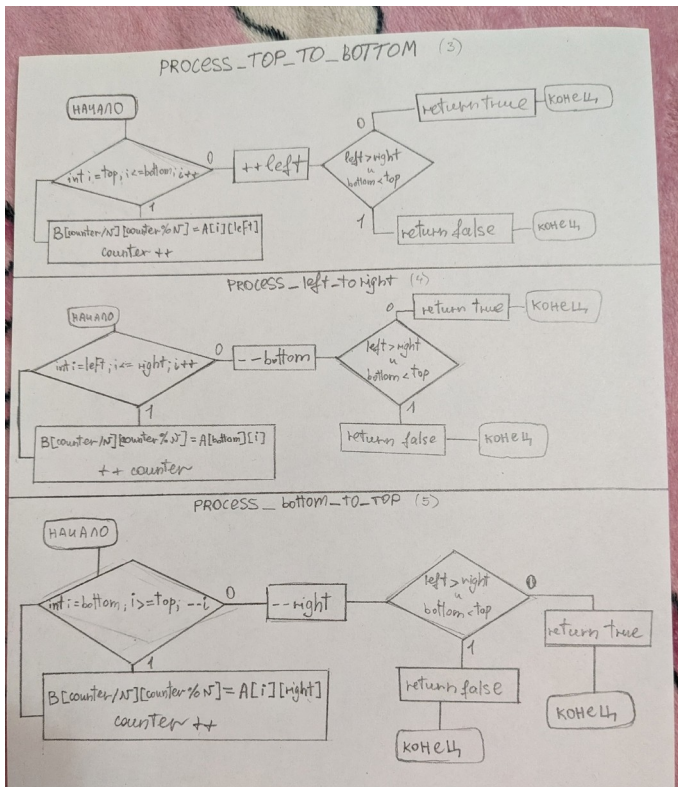 PROCESS_TOP_TO_BOTTOM (3)
НАЧАЛО
int i=top; i<=bottom; i++
0
1
B[counter/N][counter%N]=A[i][left]
counter ++
++left
left>right
и
bottom<top
0
return true
КОНЕЦ
1
return false
КОНЕЦ
PROCESS_left_to right (4)
НАЧАЛО
int i=left; i<= right; i++
0
1
B[counter/N][counter%N]=A[bottom][i]
++ counter
--bottom
left>right
и
bottom<top
0
return true
КОНЕЦ
1
return false
КОНЕЦ
PROCESS_bottom_TO_TOP (5)
НАЧАЛО
int i=bottom; i>=top; --i
0
1
B[counter/N][counter%N]=A[i][right]
counter ++
--right
left>right
и
bottom<top
0
return true
КОНЕЦ
1
return false
КОНЕЦ